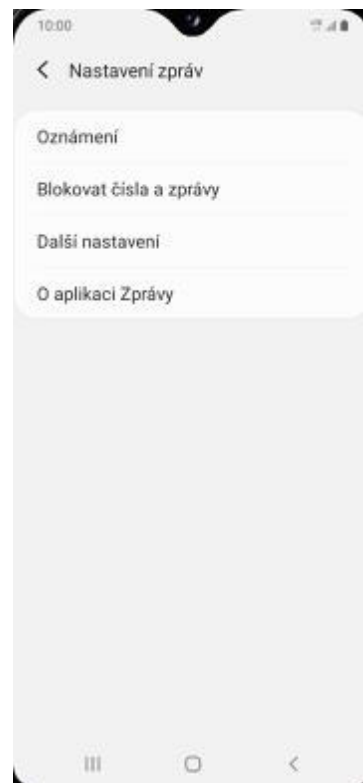 10:00
Nastavení zpráv
Oznámení
Blokovat čísla a zprávy
Další nastavení
O aplikaci Zprávy